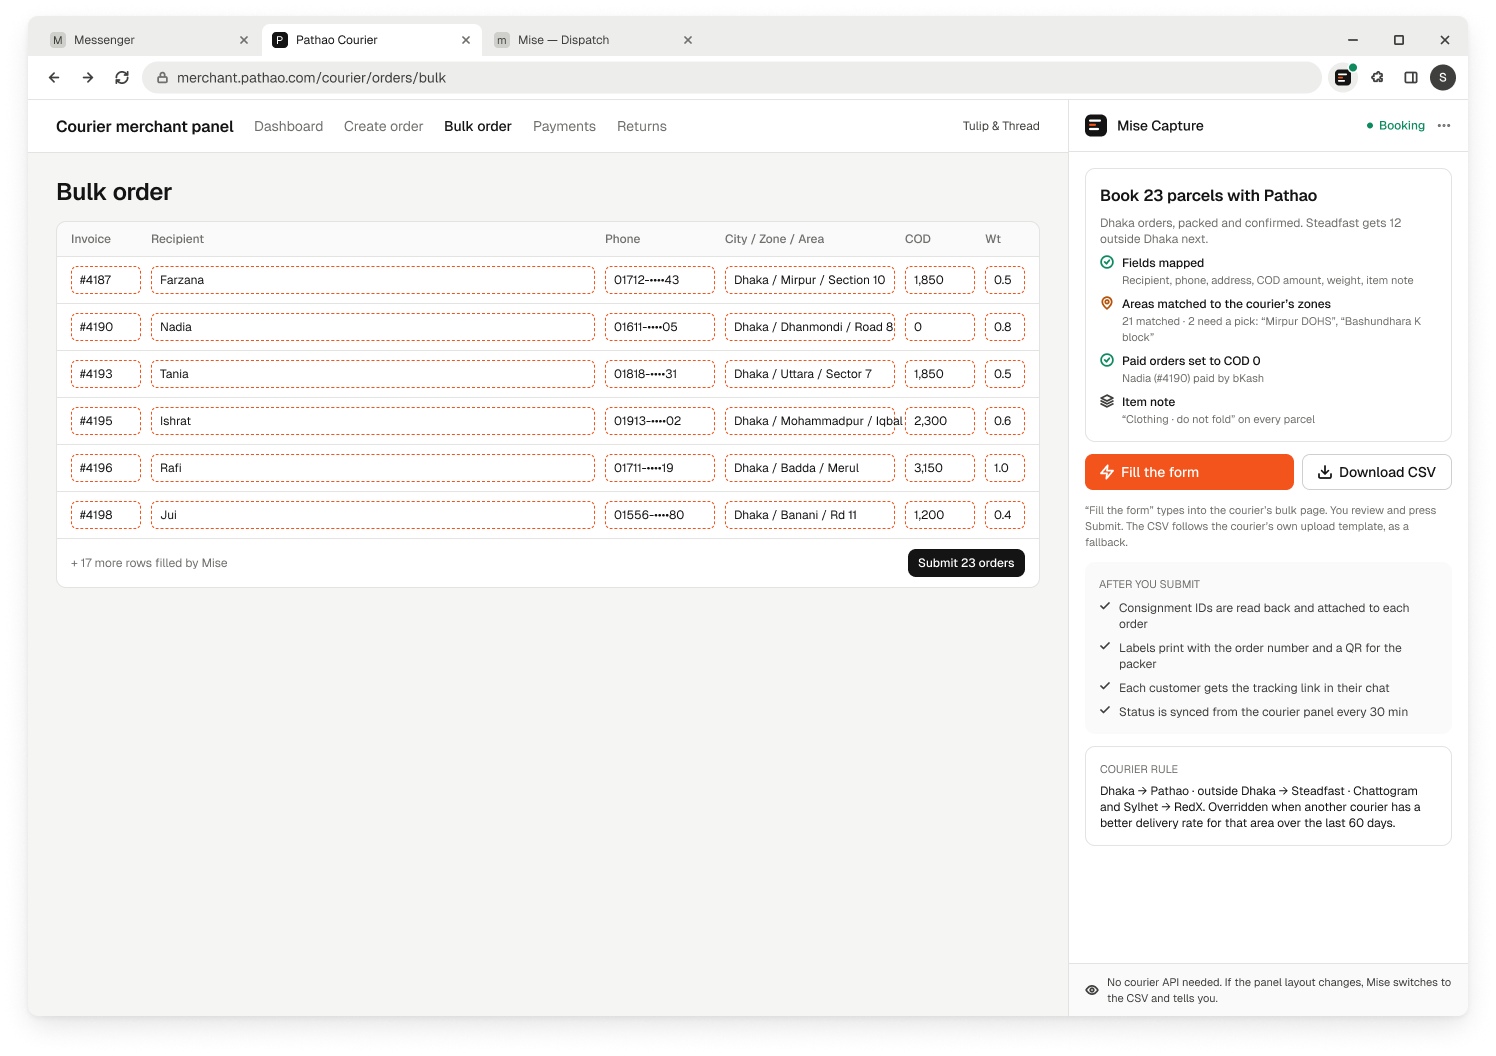 M Messenger
P Pathao Courier
m Mise — Dispatch
merchant.pathao.com/courier/orders/bulk
S
Courier merchant panel Dashboard Create order Bulk order Payments Returns Tulip & Thread
Bulk order
Invoice Recipient Phone City / Zone / Area COD Wt
#4187 Farzana 01712-••••43 Dhaka / Mirpur / Section 10 1,850 0.5
#4190 Nadia 01611-••••05 Dhaka / Dhanmondi / Road 8 0 0.8
#4193 Tania 01818-••••31 Dhaka / Uttara / Sector 7 1,850 0.5
#4195 Ishrat 01913-••••02 Dhaka / Mohammadpur / Iqbal 2,300 0.6
#4196 Rafi 01711-••••19 Dhaka / Badda / Merul 3,150 1.0
#4198 Jui 01556-••••80 Dhaka / Banani / Rd 11 1,200 0.4
+ 17 more rows filled by Mise Submit 23 orders
Mise Capture Booking
Book 23 parcels with Pathao
Dhaka orders, packed and confirmed. Steadfast gets 12
outside Dhaka next.
Fields mapped
Recipient, phone, address, COD amount, weight, item note
Areas matched to the courier’s zones
21 matched · 2 need a pick: “Mirpur DOHS”, “Bashundhara K
block”
Paid orders set to COD 0
Nadia (#4190) paid by bKash
Item note
“Clothing · do not fold” on every parcel
Fill the form Download CSV
“Fill the form” types into the courier’s bulk page. You review and press
Submit. The CSV follows the courier’s own upload template, as a
fallback.
AFTER YOU SUBMIT
Consignment IDs are read back and attached to each
order
Labels print with the order number and a QR for the
packer
Each customer gets the tracking link in their chat
Status is synced from the courier panel every 30 min
COURIER RULE
Dhaka → Pathao · outside Dhaka → Steadfast · Chattogram
and Sylhet → RedX. Overridden when another courier has a
better delivery rate for that area over the last 60 days.
No courier API needed. If the panel layout changes, Mise switches to
the CSV and tells you.